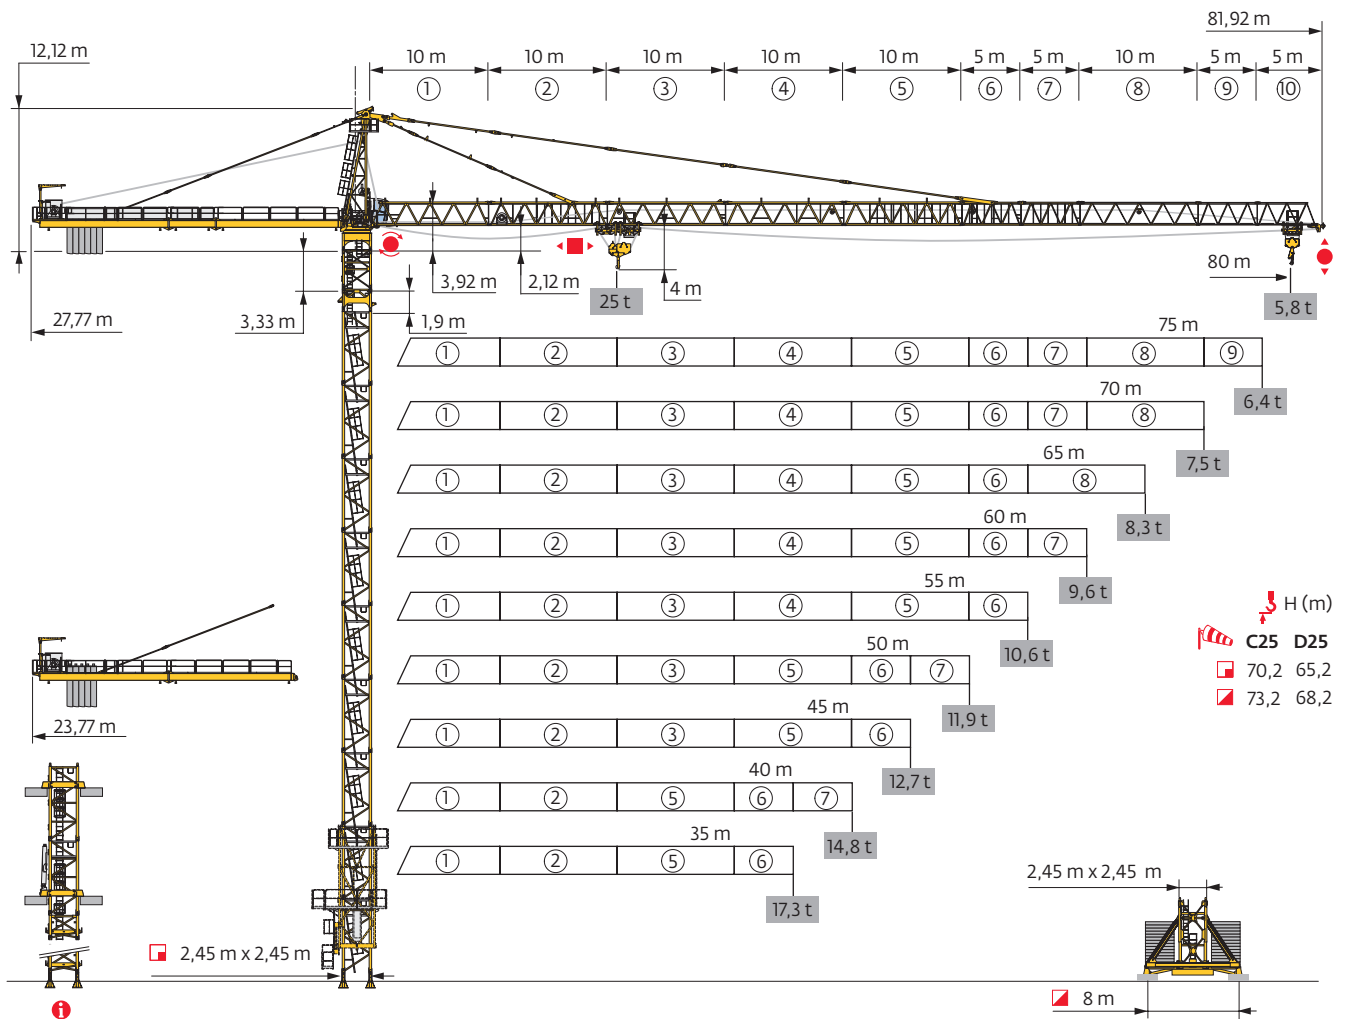 81,92 m
12,12 m
10 m 10 m 10 m 10 m 10 m 5 m 5 m 10 m 5 m 5 m
1 2 3 4 5 6 7 8 9 10
3,92 m
2,12 m
4 m
80 m
25 t
5,8 t
27,77 m
3,33 m
1,9 m
75 m
1 2 3 4 5 6 7 8 9
6,4 t
70 m
1 2 3 4 5 6 7 8
7,5 t
65 m
1 2 3 4 5 6 8
8,3 t
60 m
1 2 3 4 5 6 7
9,6 t
55 m
1 2 3 4 5 6
10,6 t
H (m)
C25 D25
70,2 65,2
73,2 68,2
50 m
1 2 3 5 6 7
11,9 t
23,77 m
45 m
1 2 3 5 6
12,7 t
40 m
1 2 5 6 7
14,8 t
35 m
1 2 5 6
17,3 t
2,45 m x 2,45 m
2,45 m x 2,45 m
8 m
i